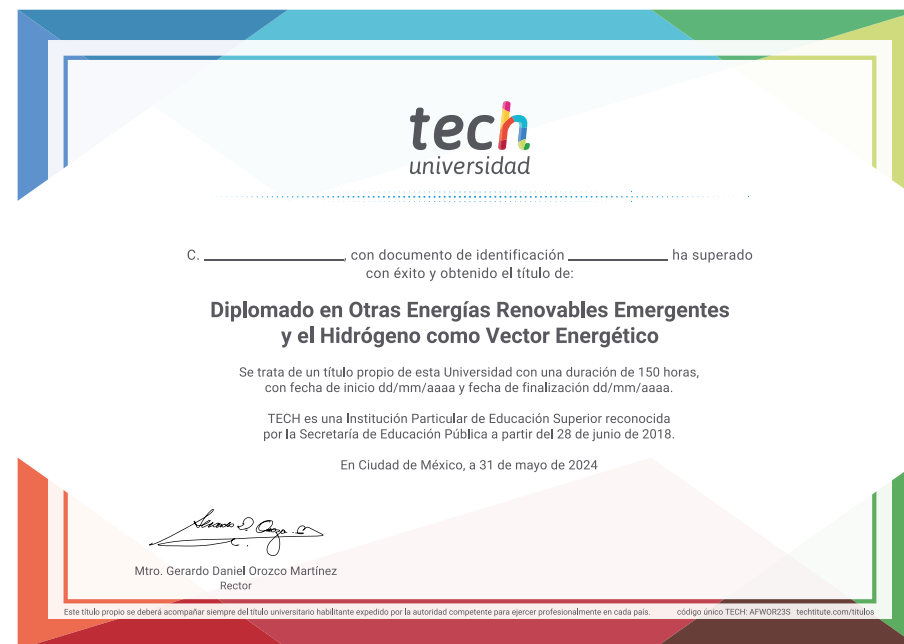 tech
universidad
C. ____________, con documento de identificación _________ ha superado
con éxito y obtenido el título de:
Diplomado en Otras Energías Renovables Emergentes
y el Hidrógeno como Vector Energético
Se trata de un título propio de esta Universidad con una duración de 150 horas,
con fecha de inicio dd/mm/aaaa y fecha de finalización dd/mm/aaaa.
TECH es una Institución Particular de Educación Superior reconocida
por la Secretaría de Educación Pública a partir del 28 de junio de 2018.
En Ciudad de México, a 31 de mayo de 2024
Mtro. Gerardo Daniel Orozco Martínez
Rector
Este título propio se deberá acompañar siempre del título universitario habilitante expedido por la autoridad competente para ejercer profesionalmente en cada país. código único TECH: AFWOR23S techtitute.com/títulos